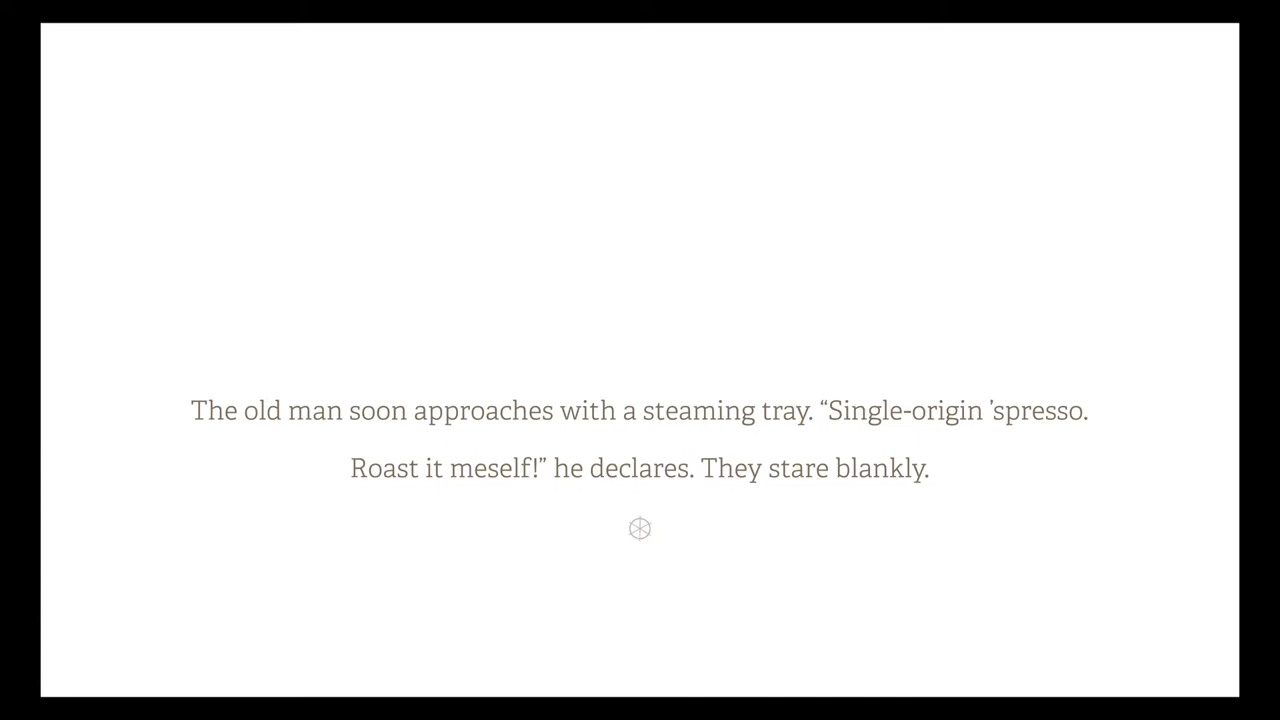 The old man soon approaches with a steaming tray. “Single-origin ’spresso.
Roast it meself!” he declares. They stare blankly.